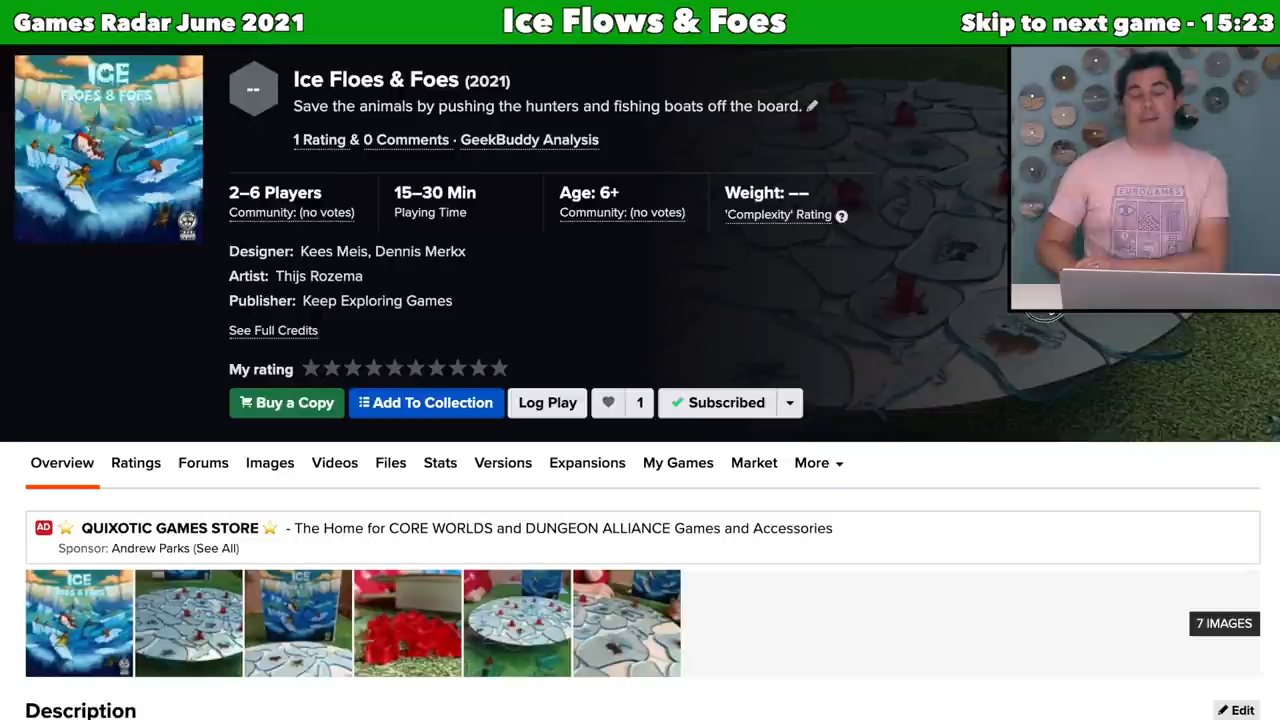 Games Radar June 2021
Ice Flows & Foes
Skip to next game - 15:23
ICE
FLOES & FOES
--
Ice Floes & Foes (2021)
Save the animals by pushing the hunters and fishing boats off the board.
1 Rating & 0 Comments · GeekBuddy Analysis
2–6 Players
Community: (no votes)
15–30 Min
Playing Time
Age: 6+
Community: (no votes)
Weight: --
'Complexity' Rating ?
Designer: Kees Meis, Dennis Merkx
Artist: Thijs Rozema
Publisher: Keep Exploring Games
See Full Credits
My rating
Buy a Copy
Add To Collection
Log Play
1
Subscribed
EUROGAMES
Overview
Ratings
Forums
Images
Videos
Files
Stats
Versions
Expansions
My Games
Market
More
AD
QUIXOTIC GAMES STORE - The Home for CORE WORLDS and DUNGEON ALLIANCE Games and Accessories
Sponsor: Andrew Parks (See All)
ICE
FLOES & FOES
ICE
7 IMAGES
Description
Edit